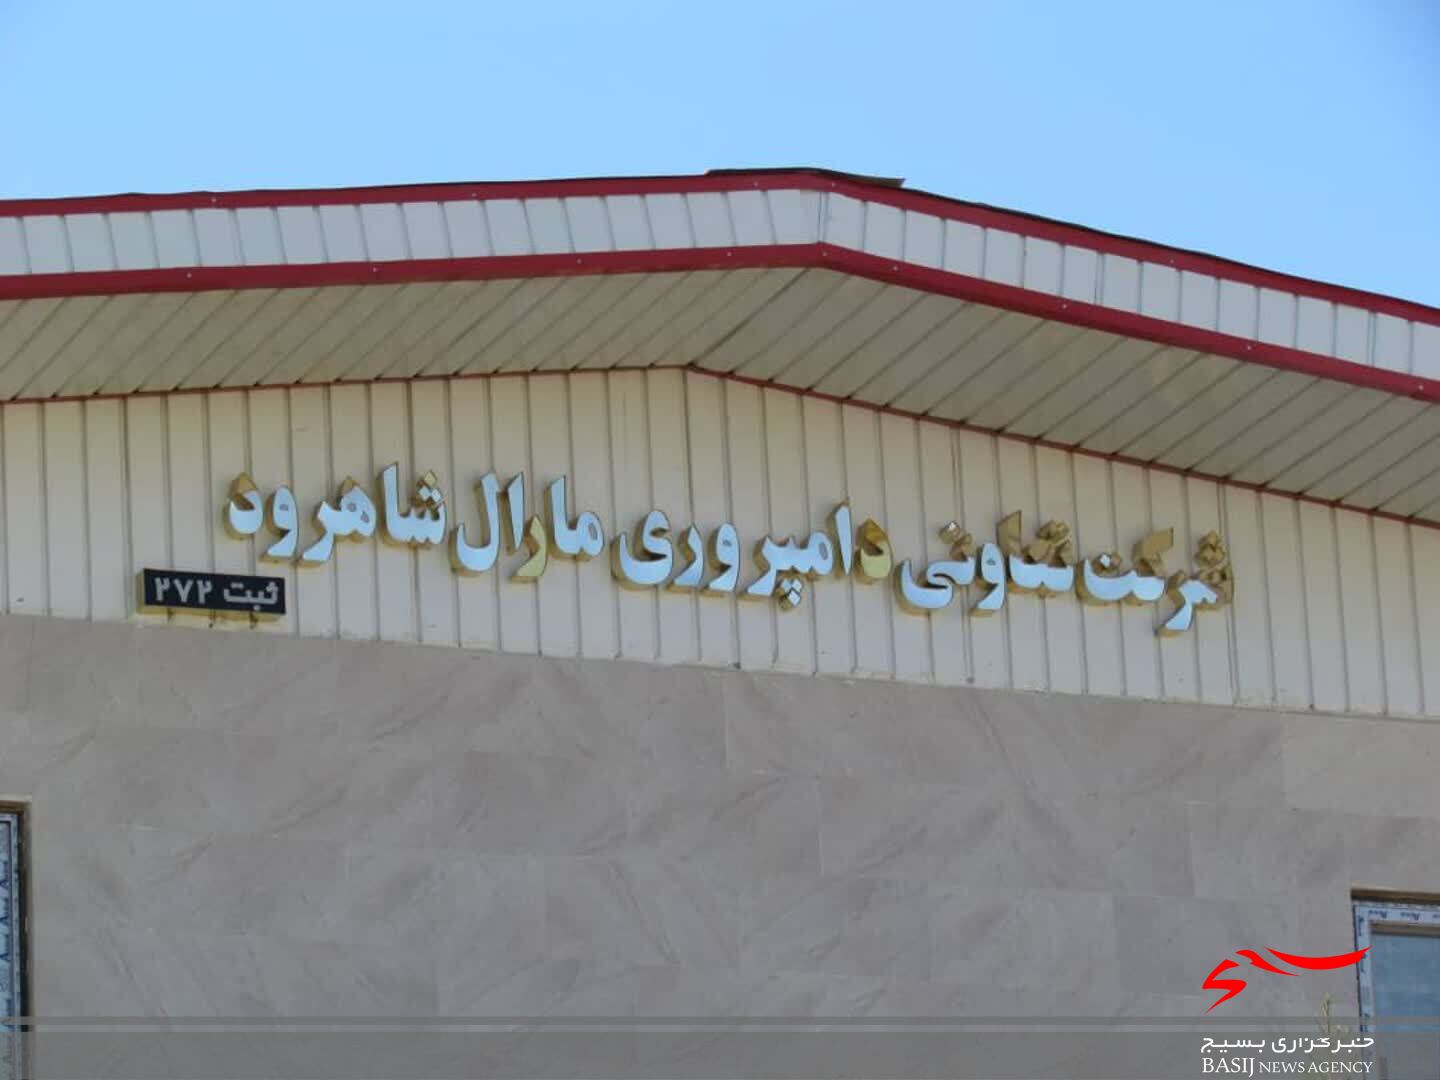 شرکت تعاونی دامپروری مارال شاهرود
ثبت ۲۷۲
خبرگزاری بسیج
BASIJ NEWS AGENCY